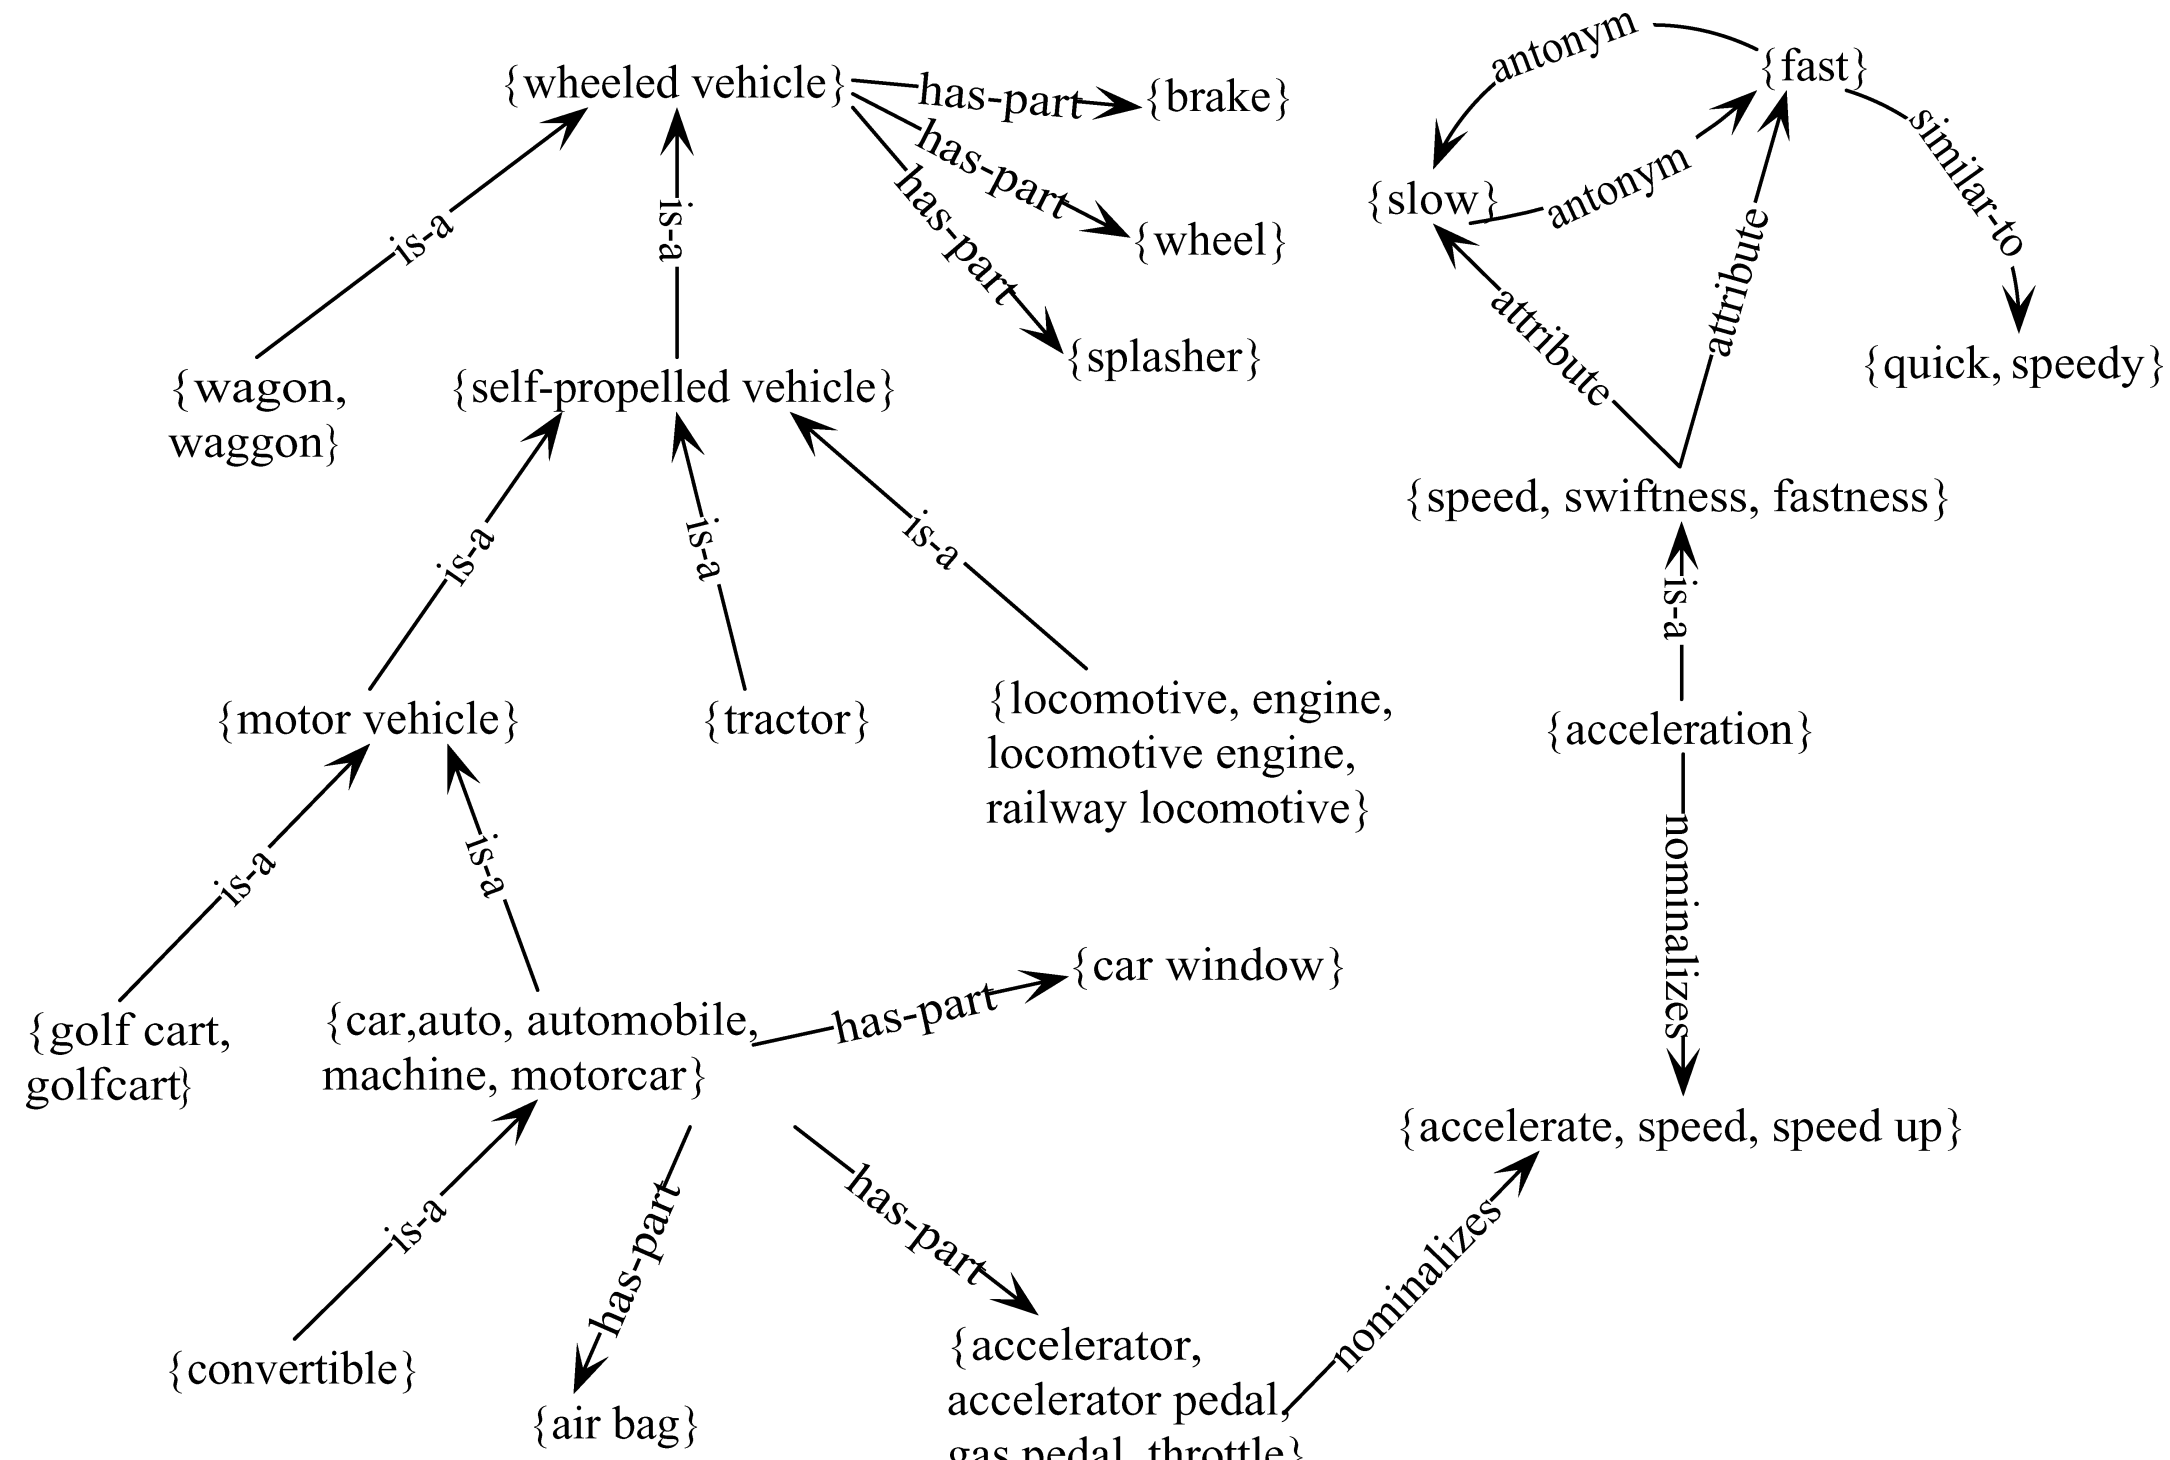 {wheeled vehicle}
has-part
{brake}
has-part
{wheel}
has-part
{splasher}
is-a
is-a
{wagon,
waggon}
{self-propelled vehicle}
is-a
is-a
is-a
{motor vehicle}
{tractor}
{locomotive, engine,
locomotive engine,
railway locomotive}
is-a
is-a
{golf cart,
golfcart}
{car,auto, automobile,
machine, motorcar}
has-part
{car window}
is-a
has-part
has-part
{convertible}
{air bag}
{accelerator,
accelerator pedal,
gas pedal, throttle}
nominalizes
antonym
{fast}
{slow}
antonym
similar-to
attribute
attribute
{quick, speedy}
{speed, swiftness, fastness}
is-a
{acceleration}
nominalizes
{accelerate, speed, speed up}